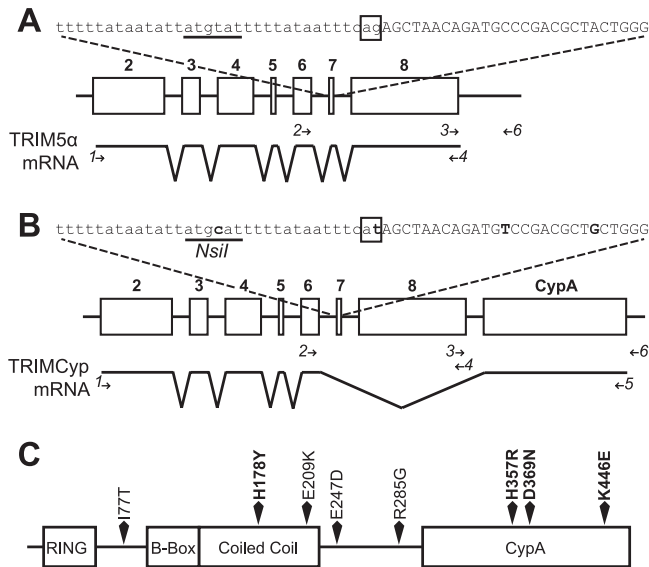 A
tttttataatattatgtattttttataatttcagAGCTAACAGATGCCCGACGCTACTGGG
2 3 4 5 6 7 8
2→ 3→ ←6
TRIM5α
mRNA
1→ ←4
B
tttttataatattatgcattttttataatttcatAGCTAACAGATGTCCGACGCTGCTGGG
NsiI
2 3 4 5 6 7 8 CypA
2→ 3→ ←4 ←6
TRIMCyp
mRNA
1→ ←5
C
I77T H178Y E209K E247D R285G H357R D369N K446E
RING B-Box Coiled Coil CypA